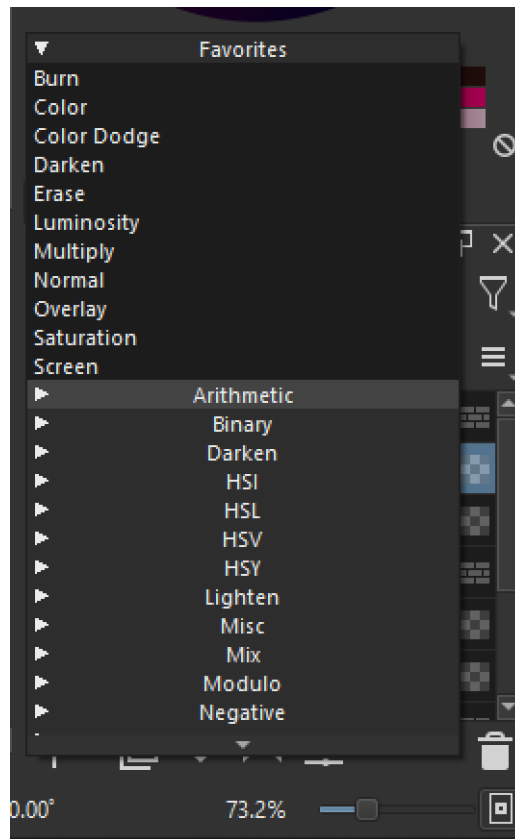 Favorites
Burn
Color
Color Dodge
Darken
Erase
Luminosity
Multiply
Normal
Overlay
Saturation
Screen
Arithmetic
Binary
Darken
HSI
HSL
HSV
HSY
Lighten
Misc
Mix
Modulo
Negative
0.00°
73.2%